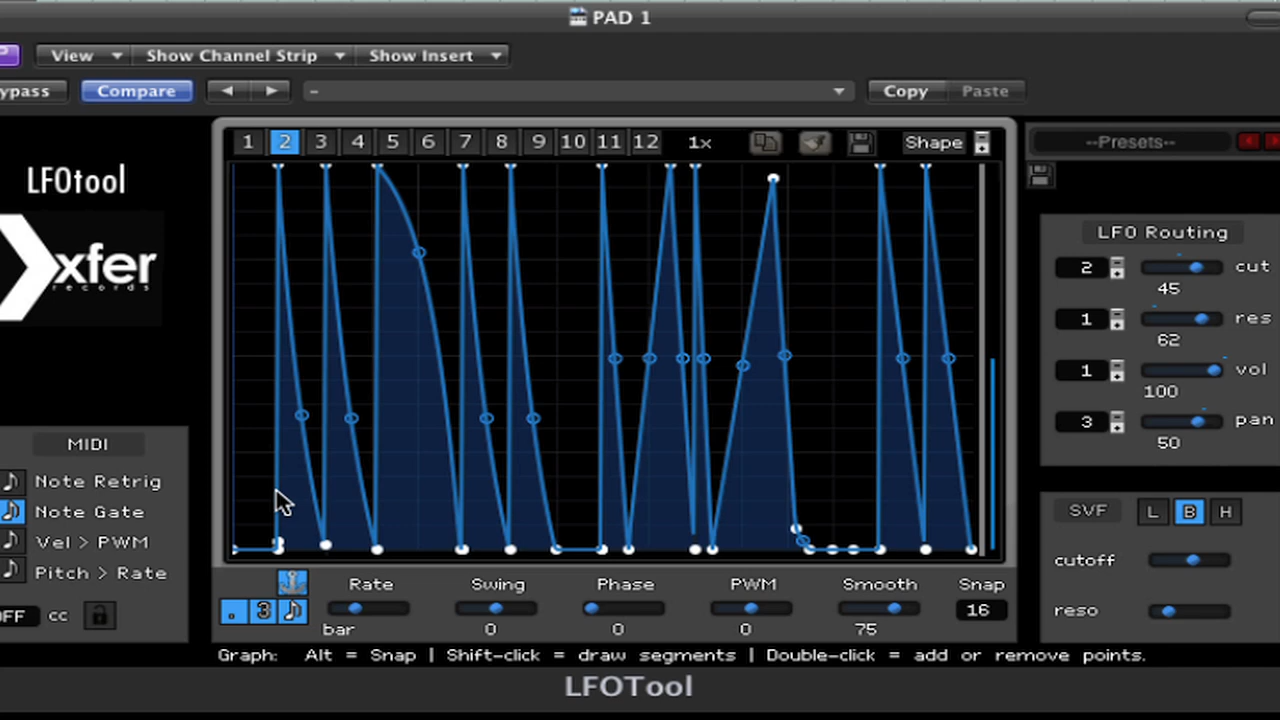 PAD 1
View Show Channel Strip Show Insert
ypass Compare - Copy Paste
1 2 3 4 5 6 7 8 9 10 11 12 1x Shape --Presets--
LFOtool
xfer
records
LFO Routing
2 cut
45
1 res
62
1 vol
100
3 pan
50
MIDI
Note Retrig
Note Gate
Vel > PWM
Pitch > Rate
OFF cc
SVF L B H
cutoff
reso
Rate Swing Phase PWM Smooth Snap
. 3 16
bar 0 0 0 75
Graph: Alt = Snap | Shift-click = draw segments | Double-click = add or remove points.
LFOTool